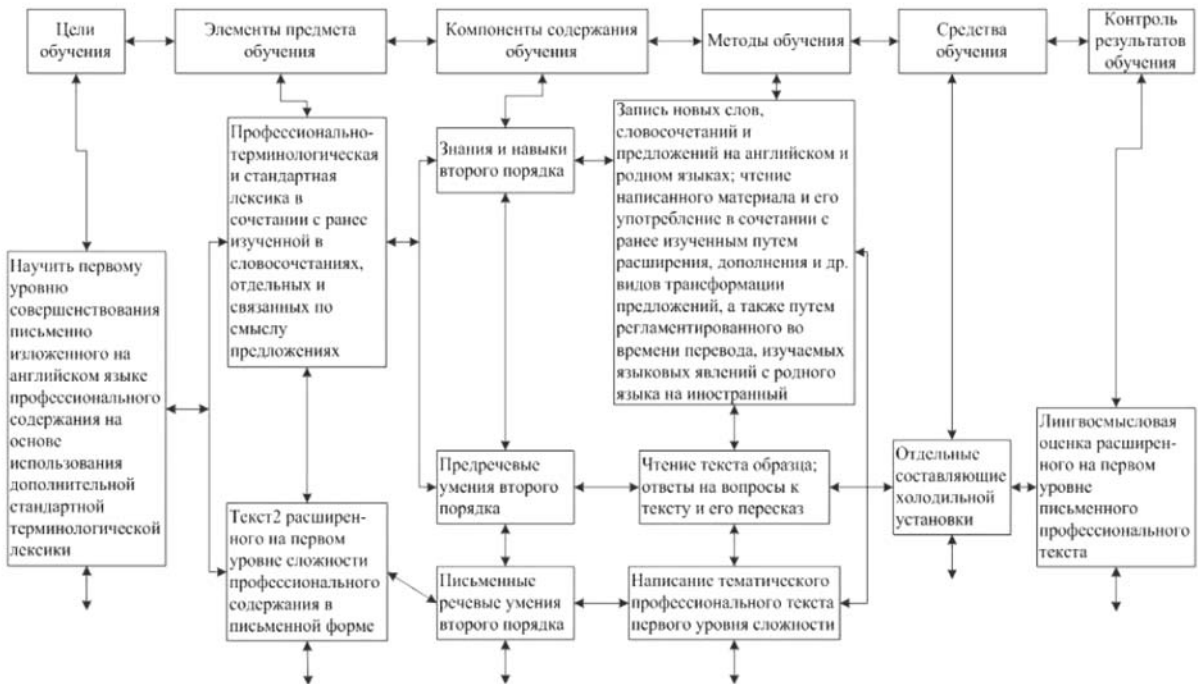 Цели
обучения
Элементы предмета
обучения
Компоненты содержания
обучения
Методы обучения
Средства
обучения
Контроль
результатов
обучения
Профессионально-
терминологическая
и стандартная
лексика в
сочетании с ранее
изученной в
словосочетаниях,
отдельных и
связанных по
смыслу
предложениях
Знания и навыки
второго порядка
Запись новых слов,
словосочетаний и
предложений на английском и
родном языках; чтение
написанного материала и его
употребление в сочетании с
ранее изученным путем
расширения, дополнения и др.
видов трансформации
предложений, а также путем
регламентированного во
времени перевода, изучаемых
языковых явлений с родного
языка на иностранный
Научить первому
уровню
совершенствования
письменно
изложенного на
английском языке
профессионального
содержания на
основе
использования
дополнительной
стандартной
терминологической
лексики
Предречевые
умения второго
порядка
Чтение текста образца;
ответы на вопросы к
тексту и его пересказ
Отдельные
составляющие
холодильной
установки
Лингвосмысловая
оценка расширен-
ного на первом
уровне
письменного
профессионального
текста
Текст2 расширен-
ного на первом
уровне сложности
профессионального
содержания в
письменной форме
Письменные
речевые умения
второго порядка
Написание тематического
профессионального текста
первого уровня сложности